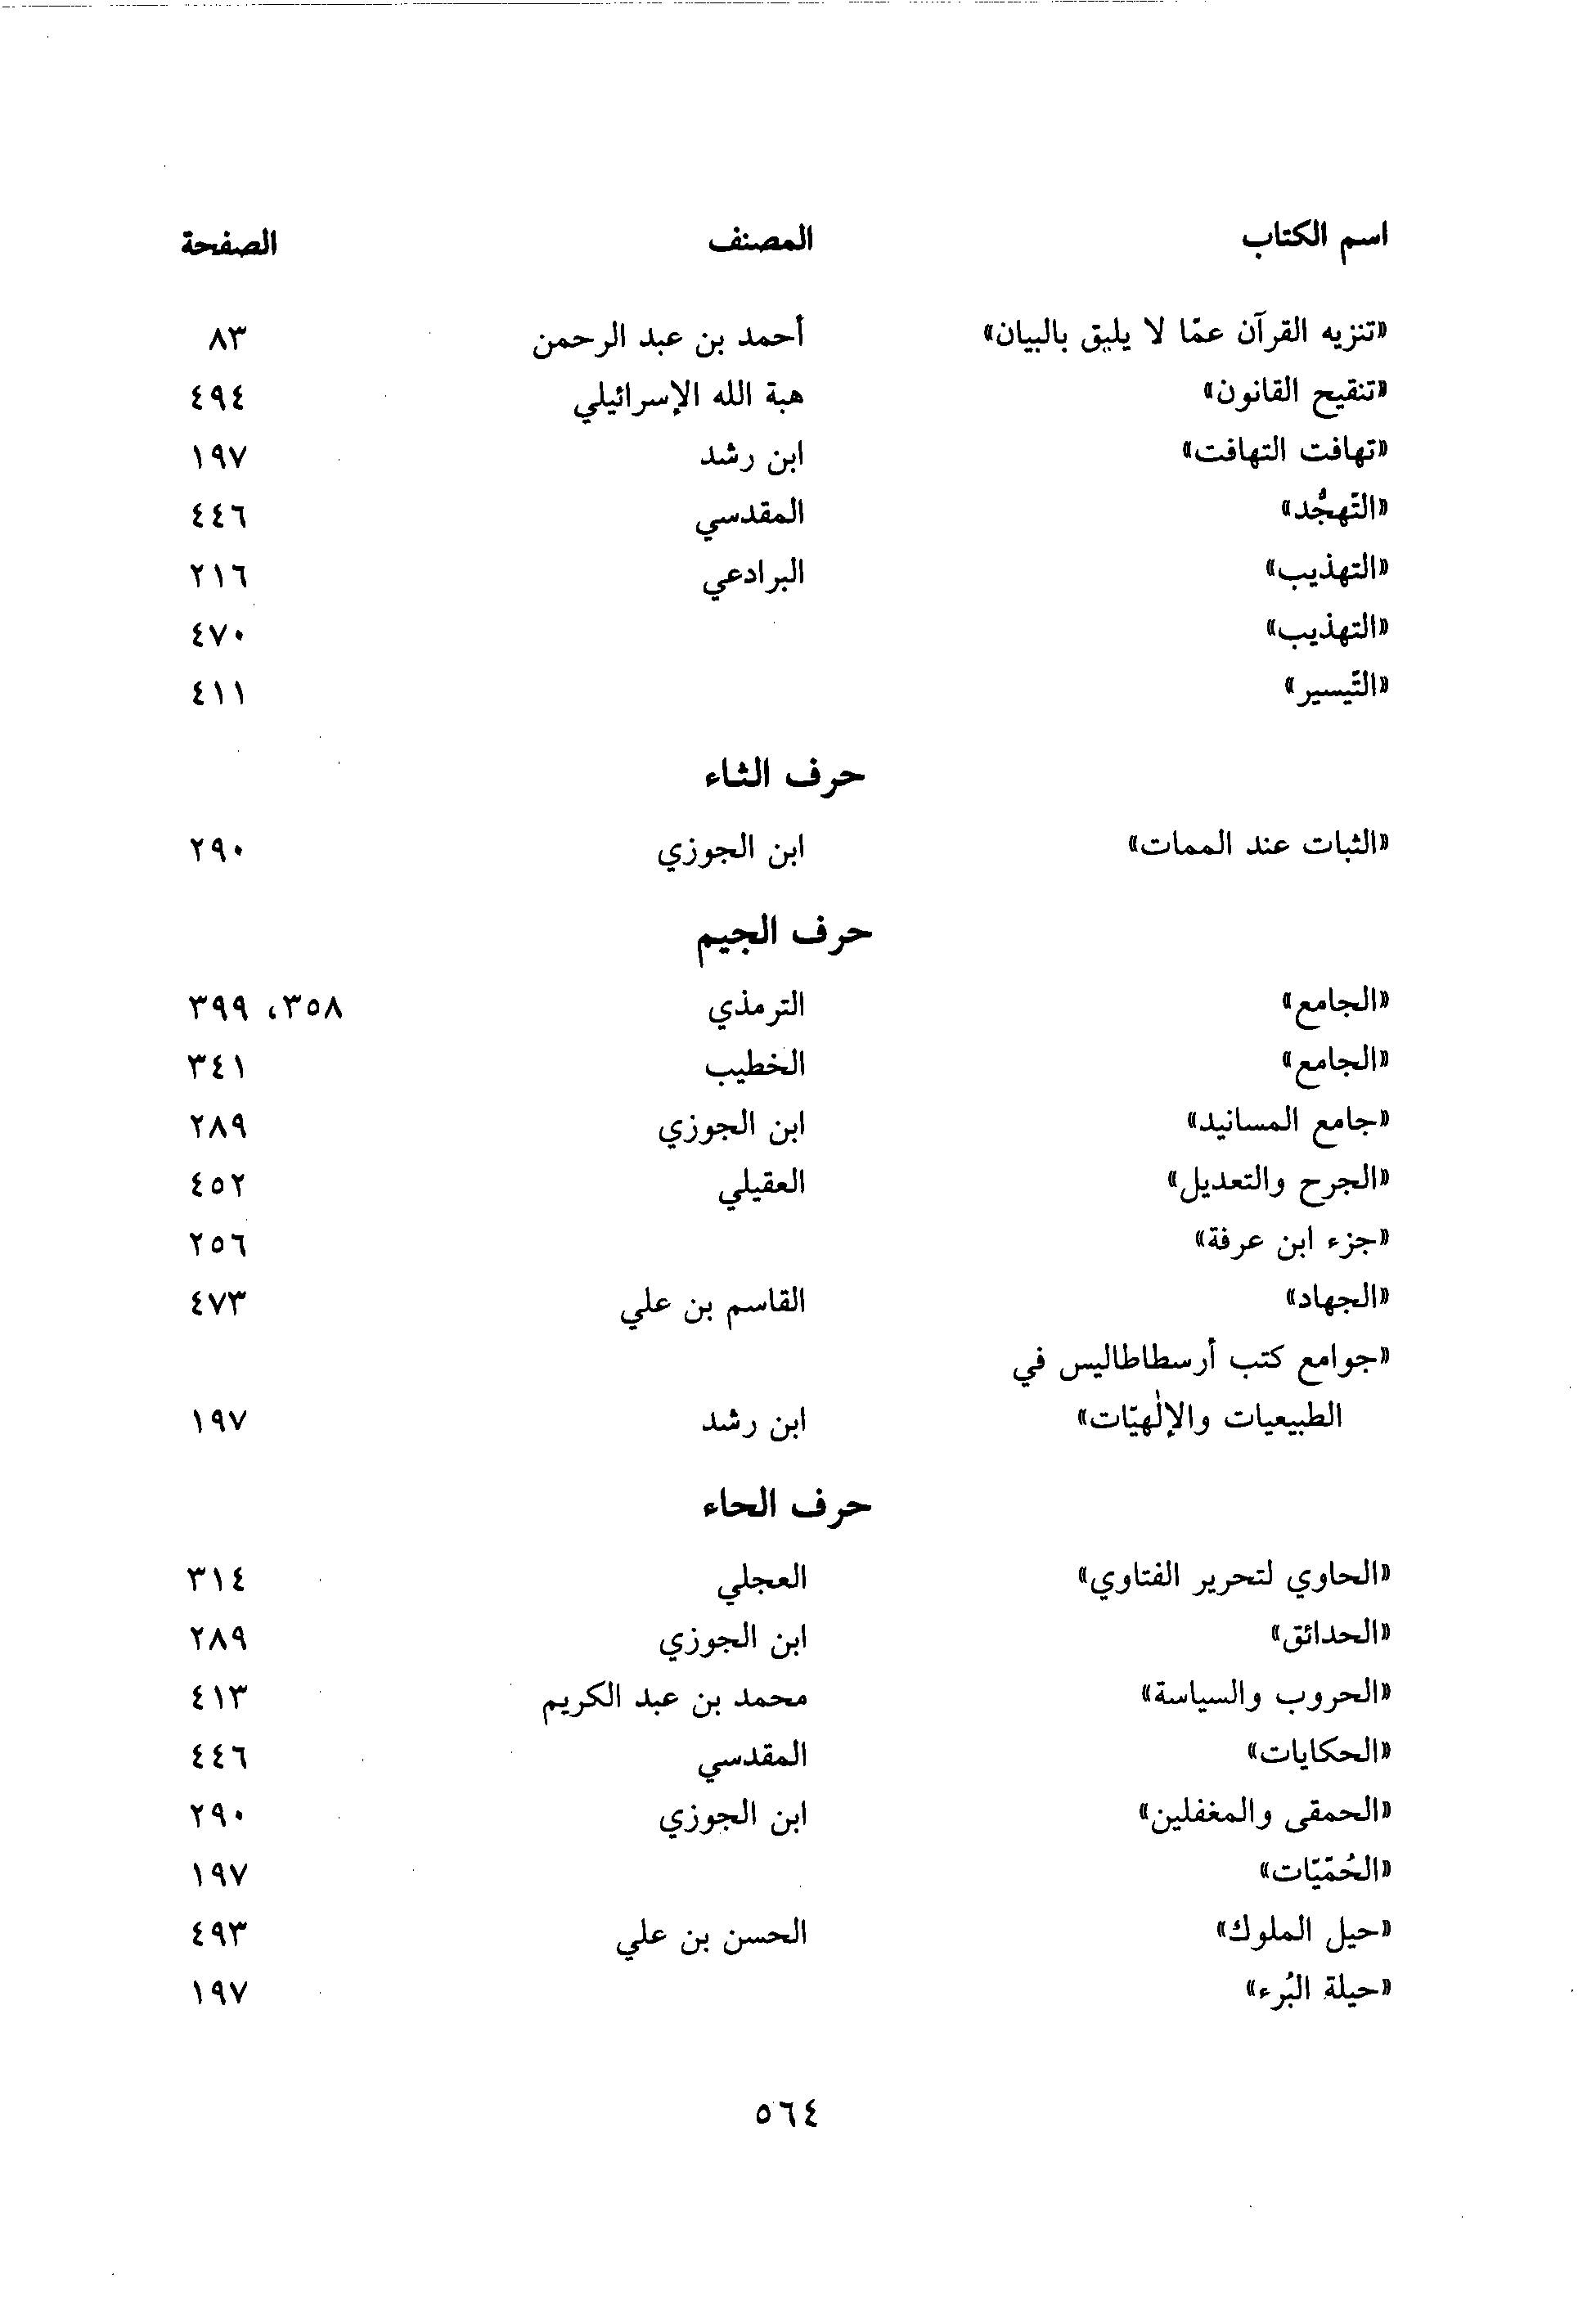 اسم الكتاب المصنف الصفحة
«تنزيه القرآن عمّا لا يليق بالبيان» أحمد بن عبد الرحمن ٨٣
«تنقيح القانون» هبة الله الإسرائيلي ٤٩٤
«تهافت التهافت» ابن رشد ١٩٧
«التّهجُّد» المقدسي ٤٤٦
«التهذيب» البرادعي ٢١٦
«التهذيب» ٤٧٠
«التّيسير» ٤١١
حرف الثاء
«الثبات عند الممات» ابن الجوزي ٢٩٠
حرف الجيم
«الجامع» الترمذي ٣٥٨، ٣٩٩
«الجامع» الخطيب ٣٤١
«جامع المسانيد» ابن الجوزي ٢٨٩
«الجرح والتعديل» العقيلي ٤٥٢
«جزء ابن عرفة» ٢٥٦
«الجهاد» القاسم بن علي ٤٧٣
«جوامع كتب أرسطاطاليس في
الطبيعيات والإلٰهيّات» ابن رشد ١٩٧
حرف الحاء
«الحاوي لتحرير الفتاوي» العجلي ٣١٤
«الحدائق» ابن الجوزي ٢٨٩
«الحروب والسياسة» محمد بن عبد الكريم ٤١٣
«الحكايات» المقدسي ٤٤٦
«الحمقى والمغفلين» ابن الجوزي ٢٩٠
«الحُمّيّات» ١٩٧
«حيل الملوك» الحسن بن علي ٤٩٣
«حيلة البُرء» ١٩٧
٥٦٤